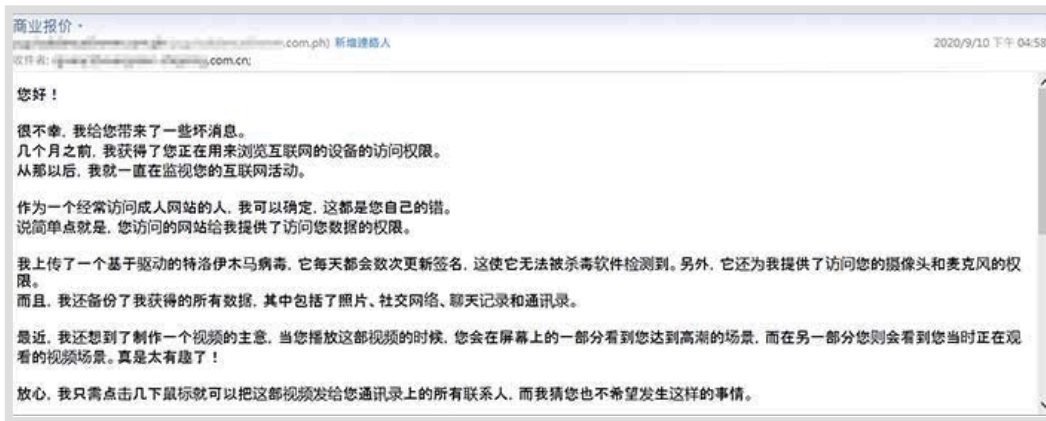 商业报价 ·
.com.ph) 新增連絡人
2020/9/10 下午 04:58
收件者: .com.cn;
您好！
很不幸, 我给您带来了一些坏消息。
几个月之前, 我获得了您正在用来浏览互联网的设备的访问权限。
从那以后, 我就一直在监视您的互联网活动。
作为一个经常访问成人网站的人, 我可以确定, 这都是您自己的错。
说简单点就是, 您访问的网站给我提供了访问您数据的权限。
我上传了一个基于驱动的特洛伊木马病毒, 它每天都会数次更新签名, 这使它无法被杀毒软件检测到。另外, 它还为我提供了访问您的摄像头和麦克风的权
限。
而且, 我还备份了我获得的所有数据, 其中包括了照片、社交网络、聊天记录和通讯录。
最近, 我还想到了制作一个视频的主意, 当您播放这部视频的时候, 您会在屏幕上的一部分看到您达到高潮的场景, 而在另一部分您则会看到您当时正在观
看的视频场景。真是太有趣了！
放心, 我只需点击几下鼠标就可以把这部视频发给您通讯录上的所有联系人, 而我猜您也不希望发生这样的事情。